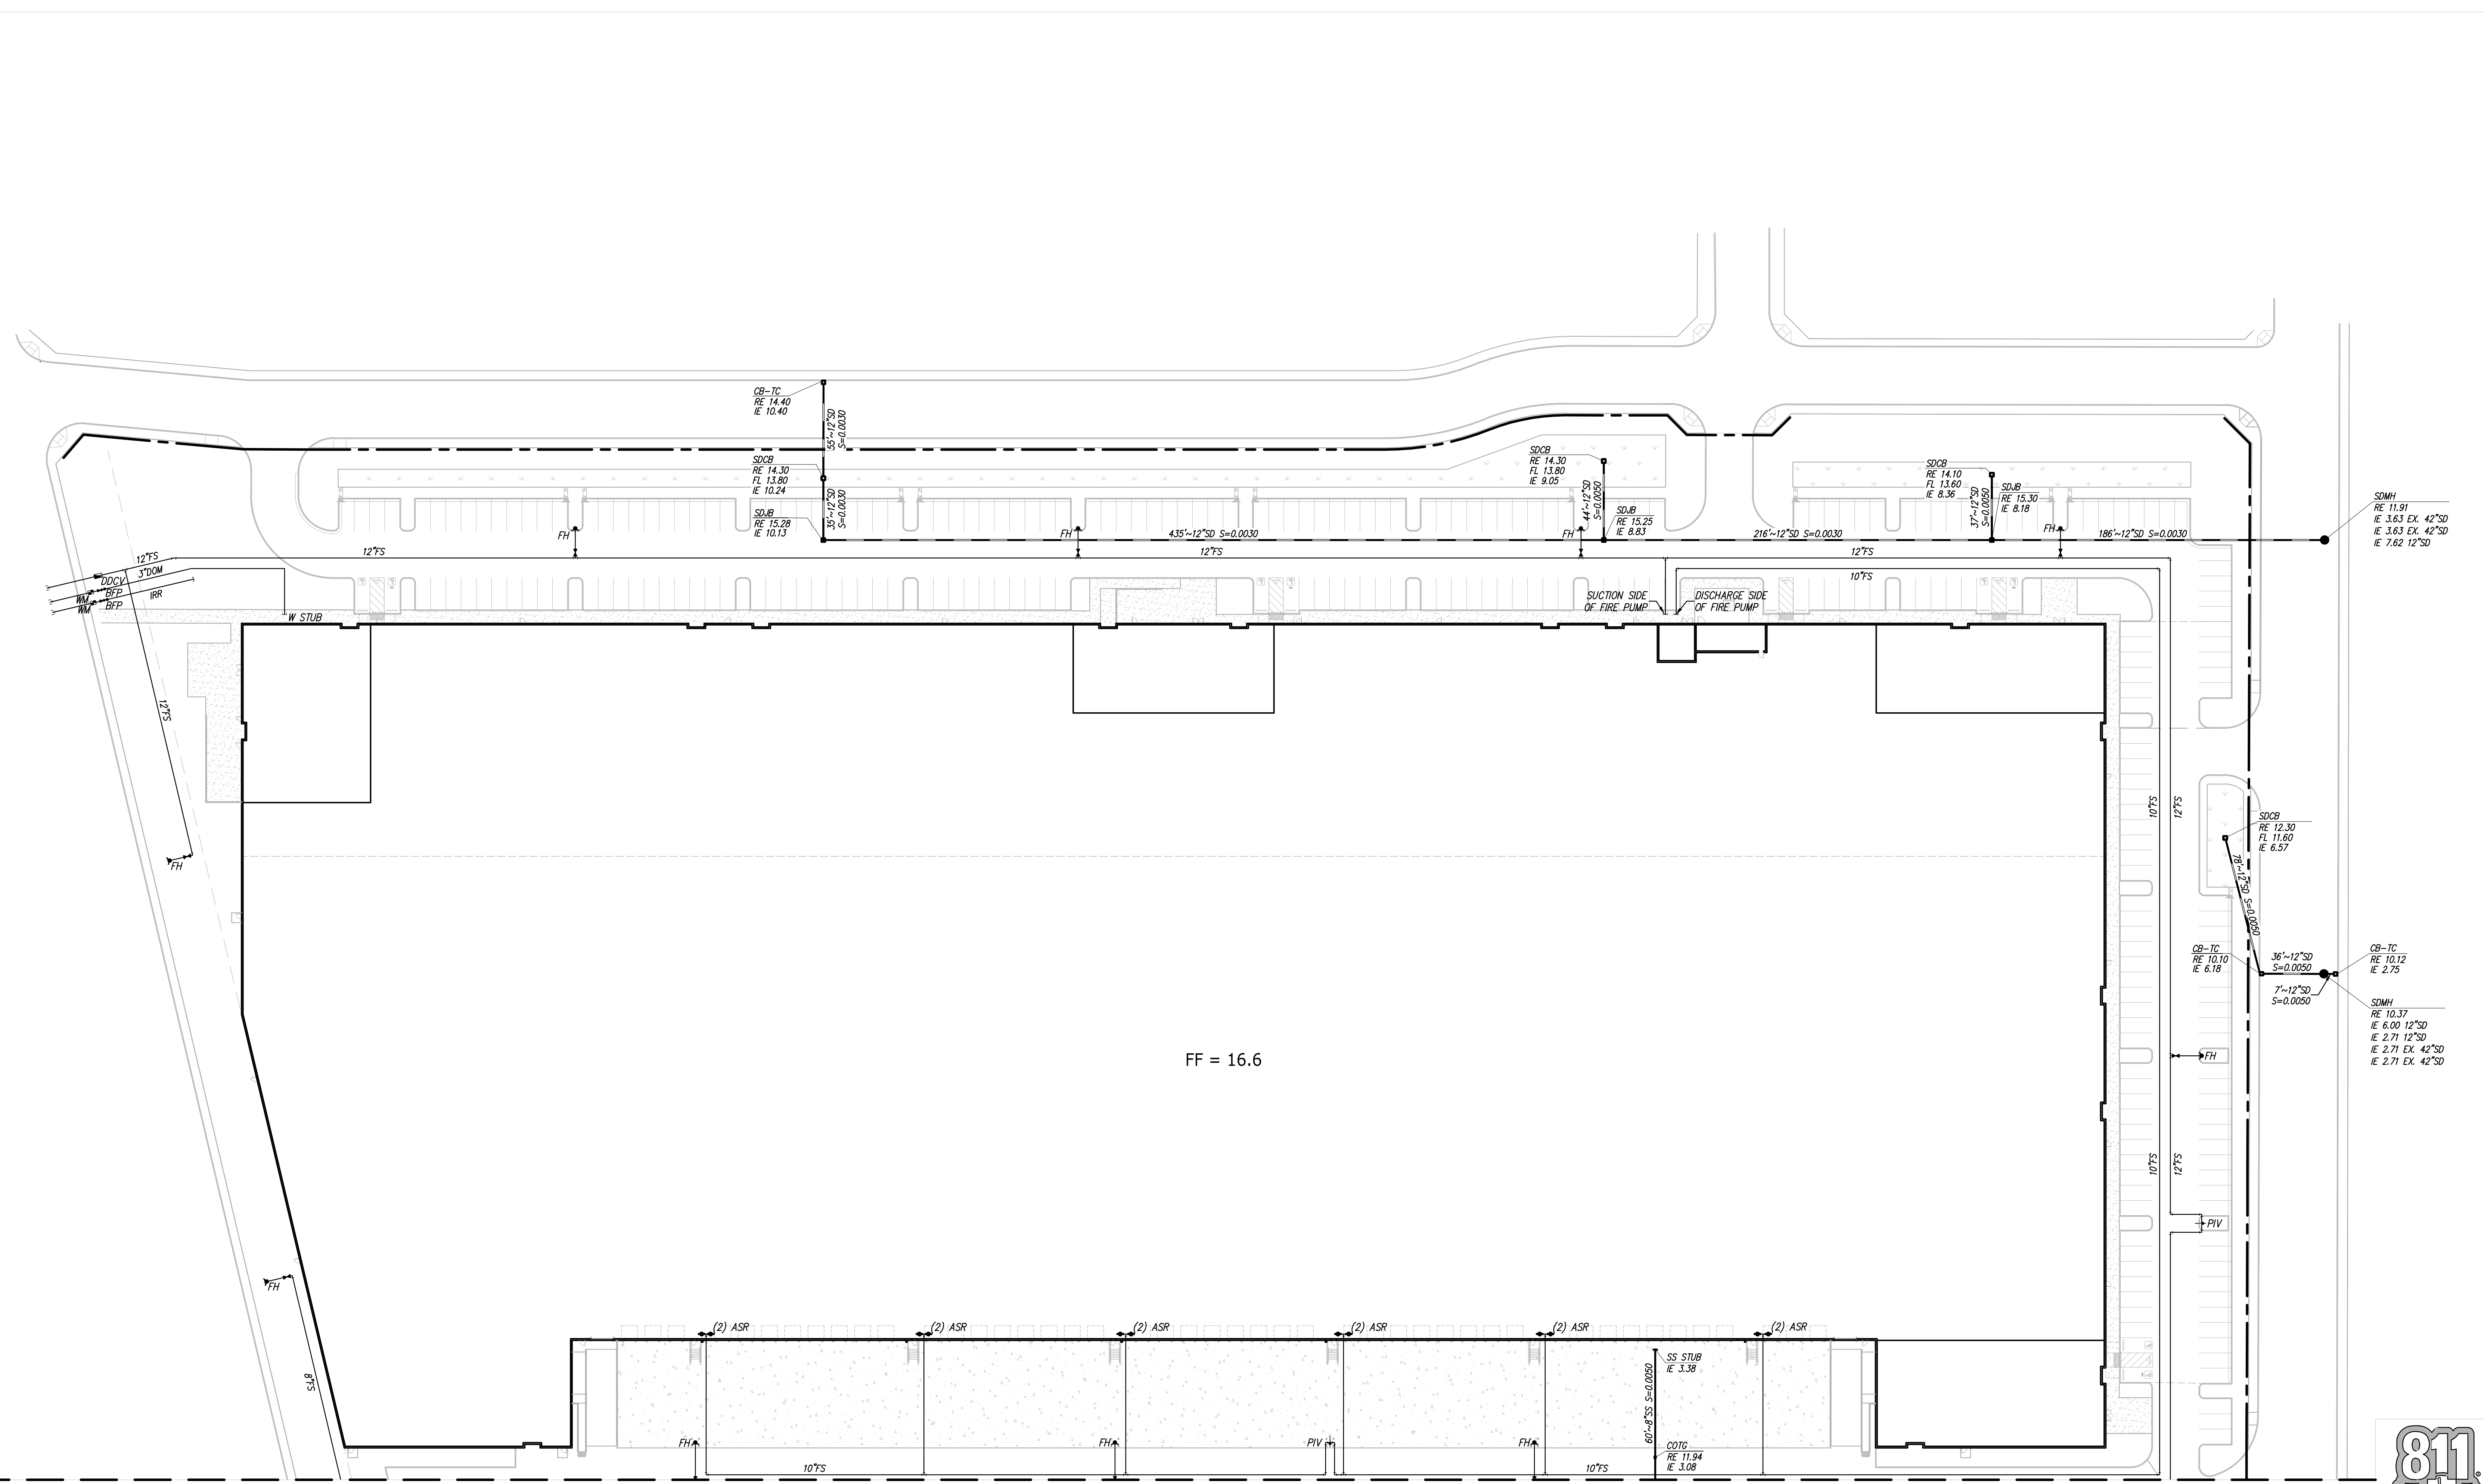 CB-TC
RE 14.40
IE 10.40
55'~12"SD
S=0.0030
SDCB
RE 14.30
FL 13.80
IE 10.24
35'~12"SD
S=0.0030
SDJB
RE 15.28
IE 10.13
SDCB
RE 14.30
FL 13.80
IE 9.05
44'~12"SD
S=0.0050
SDJB
RE 15.25
IE 8.83
SDCB
RE 14.10
FL 13.60
IE 8.36
37'~12"SD
S=0.0050
SDJB
RE 15.30
IE 8.18
SDMH
RE 11.91
IE 3.63 EX. 42"SD
IE 3.63 EX. 42"SD
IE 7.62 12"SD
FH
FH
435'~12"SD S=0.0030
FH
216'~12"SD S=0.0030
FH
186'~12"SD S=0.0030
12"FS
12"FS
12"FS
12"FS
3"DOM
DDCV
BFP
IRR
WM
BFP
WM
W STUB
10"FS
SUCTION SIDE
OF FIRE PUMP
DISCHARGE SIDE
OF FIRE PUMP
12"FS
FH
10"FS
12"FS
SDCB
RE 12.30
FL 11.60
IE 6.57
78'~12"SD S=0.0050
CB-TC
RE 10.10
IE 6.18
36'~12"SD
S=0.0050
7'~12"SD
S=0.0050
CB-TC
RE 10.12
IE 2.75
SDMH
RE 10.37
IE 6.00 12"SD
IE 2.71 12"SD
IE 2.71 EX. 42"SD
IE 2.71 EX. 42"SD
FF = 16.6
FH
10"FS
12"FS
PIV
FH
8"FS
(2) ASR
(2) ASR
(2) ASR
(2) ASR
(2) ASR
(2) ASR
SS STUB
IE 3.38
60'~8"SS S=0.0050
COTG
RE 11.94
IE 3.08
FH
FH
PIV
FH
10"FS
10"FS
811